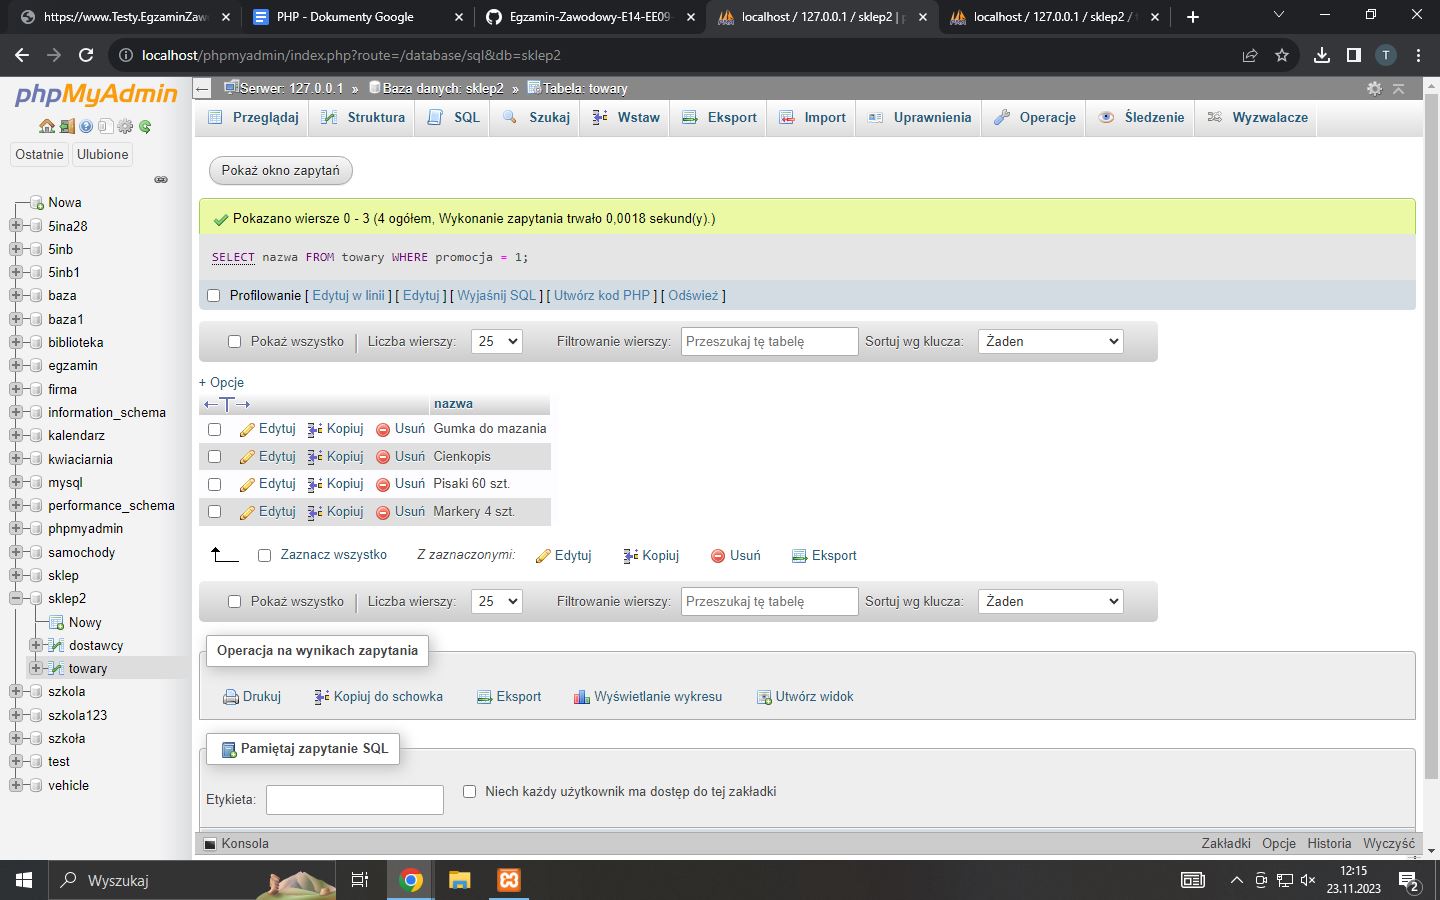 https://www.Testy.EgzaminZaw
PHP - Dokumenty Google
Egzamin-Zawodowy-E14-EE09-
localhost / 127.0.0.1 / sklep2 | p
localhost / 127.0.0.1 / sklep2 /
localhost/phpmyadmin/index.php?route=/database/sql&db=sklep2
T
phpMyAdmin
Ostatnie
Ulubione
Nowa
5ina28
5inb
5inb1
baza
baza1
biblioteka
egzamin
firma
information_schema
kalendarz
kwiaciarnia
mysql
performance_schema
phpmyadmin
samochody
sklep
sklep2
Nowy
dostawcy
towary
szkola
szkola123
szkoła
test
vehicle
Serwer: 127.0.0.1 » Baza danych: sklep2 » Tabela: towary
Przeglądaj Struktura SQL Szukaj Wstaw Eksport Import Uprawnienia Operacje Śledzenie Wyzwalacze
Pokaż okno zapytań
Pokazano wiersze 0 - 3 (4 ogółem, Wykonanie zapytania trwało 0,0018 sekund(y).)
SELECT nazwa FROM towary WHERE promocja = 1;
Profilowanie [ Edytuj w linii ] [ Edytuj ] [ Wyjaśnij SQL ] [ Utwórz kod PHP ] [ Odśwież ]
Pokaż wszystko | Liczba wierszy: 25 Filtrowanie wierszy: Przeszukaj tę tabelę Sortuj wg klucza: Żaden
+ Opcje
←T→ nazwa
Edytuj Kopiuj Usuń Gumka do mazania
Edytuj Kopiuj Usuń Cienkopis
Edytuj Kopiuj Usuń Pisaki 60 szt.
Edytuj Kopiuj Usuń Markery 4 szt.
Zaznacz wszystko Z zaznaczonymi: Edytuj Kopiuj Usuń Eksport
Pokaż wszystko | Liczba wierszy: 25 Filtrowanie wierszy: Przeszukaj tę tabelę Sortuj wg klucza: Żaden
Operacja na wynikach zapytania
Drukuj Kopiuj do schowka Eksport Wyświetlanie wykresu Utwórz widok
Pamiętaj zapytanie SQL
Etykieta: Niech każdy użytkownik ma dostęp do tej zakładki
Konsola Zakładki Opcje Historia Wyczyść
Wyszukaj
12:15
23.11.2023
2